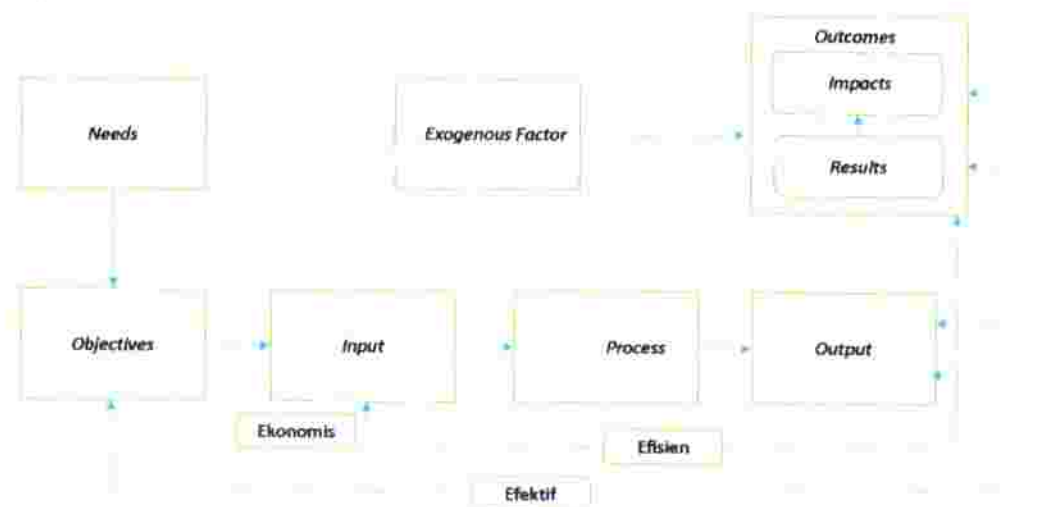 Outcomes
Impacts
Needs
Exogenous Factor
Results
Objectives
Input
Process
Output
Ekonomis
Efisien
Efektif